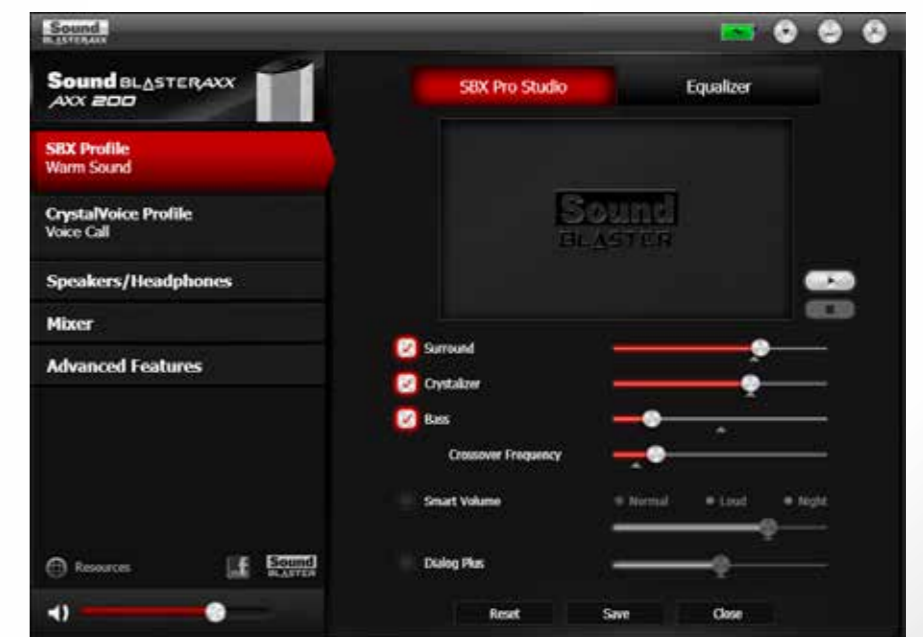 Sound
BLASTERAXX
Sound BLASTERAXX
AXX 200
SBX Profile
Warm Sound
CrystalVoice Profile
Voice Call
Speakers/Headphones
Mixer
Advanced Features
Resources
f
Sound
BLASTER
SBX Pro Studio
Equalizer
Sound
BLASTER
Surround
Crystalizer
Bass
Crossover Frequency
Smart Volume
Normal
Loud
Night
Dialog Plus
Reset
Save
Close